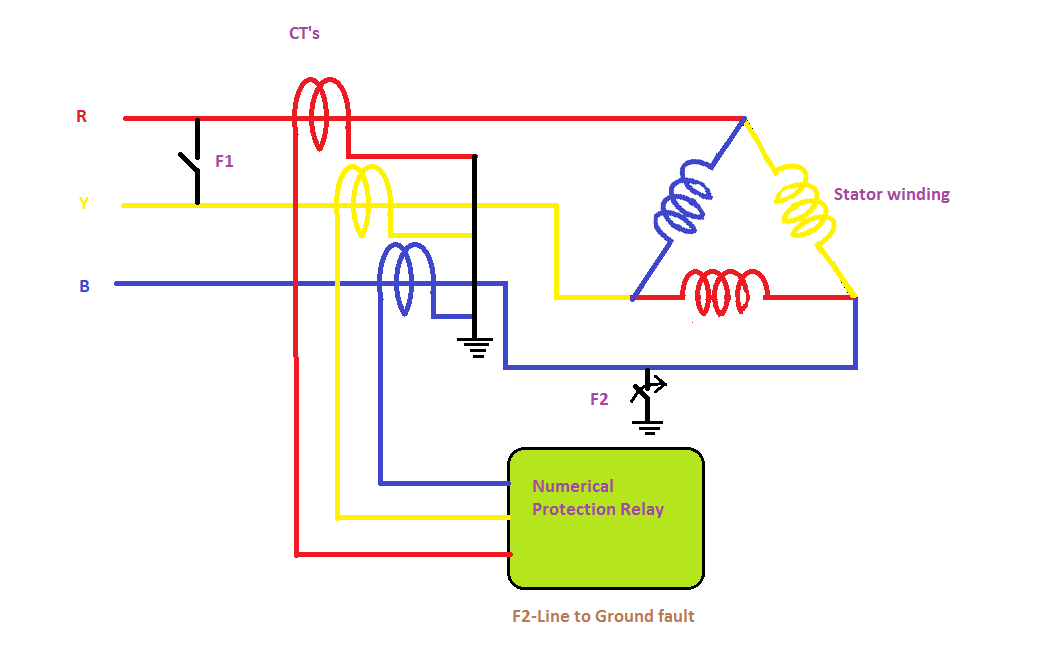 CT's
R
F1
Y
Stator winding
B
F2
Numerical
Protection Relay
F2-Line to Ground fault